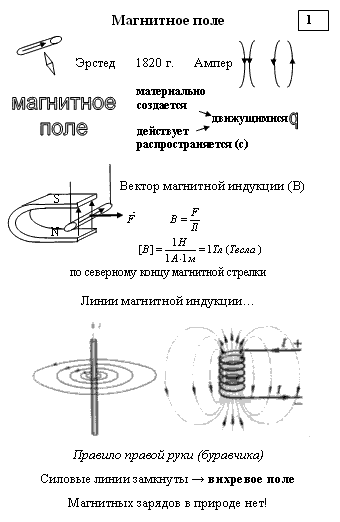 Магнитное поле
1
Эрстед 1820 г. Ампер
магнитное
поле
материально
создается
движущимися q
действует
распространяется (с)
Вектор магнитной индукции (В)
S
N
F
B = F / Il
[B] = 1Н / 1А·1м = 1Тл (Тесла)
по северному концу магнитной стрелки
Линии магнитной индукции…
I +
I
−
Правило правой руки (буравчика)
Силовые линии замкнуты → вихревое поле
Магнитных зарядов в природе нет!